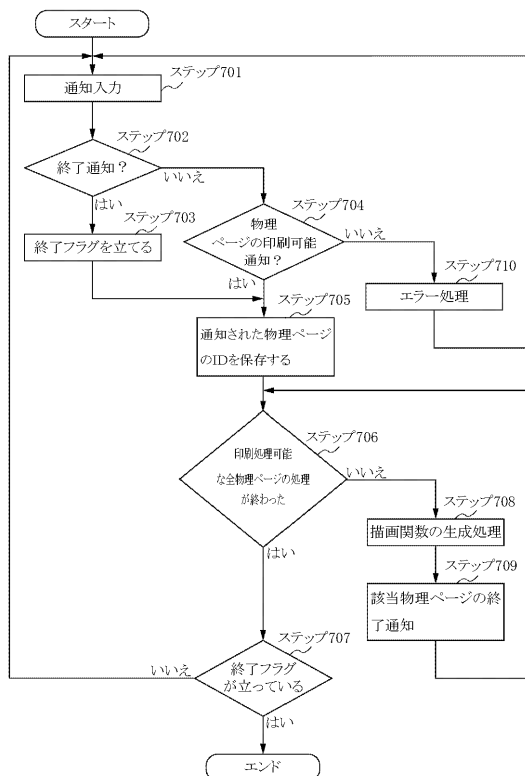 スタート
ステップ701
通知入力
ステップ702
終了通知？
いいえ
はい
ステップ703
終了フラグを立てる
ステップ704
物理
ページの印刷可能
通知？
いいえ
はい
ステップ710
エラー処理
ステップ705
通知された物理ページ
のIDを保存する
ステップ706
印刷処理可能
な全物理ページの処理
が終わった
いいえ
はい
ステップ708
描画関数の生成処理
ステップ709
該当物理ページの終
了通知
ステップ707
終了フラグ
が立っている
いいえ
はい
エンド